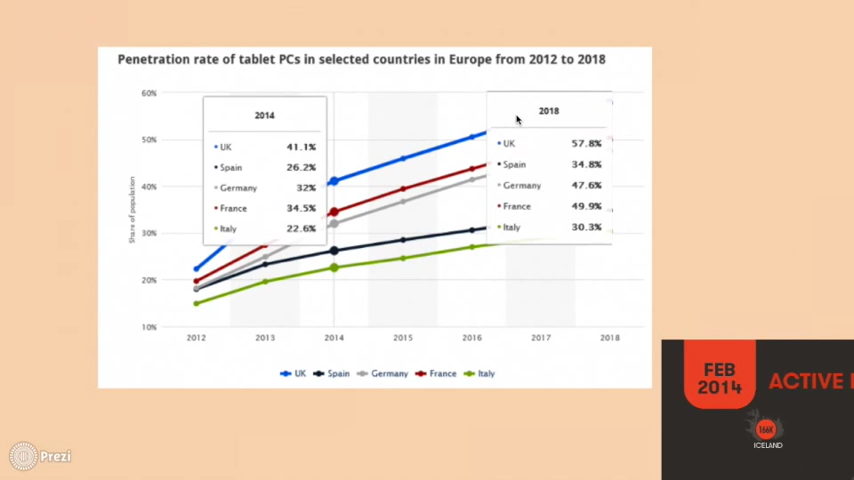 Penetration rate of tablet PCs in selected countries in Europe from 2012 to 2018
60%
50%
40%
30%
20%
10%
Share of population
2014
UK 41.1%
Spain 26.2%
Germany 32%
France 34.5%
Italy 22.6%
2018
UK 57.8%
Spain 34.8%
Germany 47.6%
France 49.9%
Italy 30.3%
2012 2013 2014 2015 2016 2017 2018
UK Spain Germany France Italy
FEB
2014
ACTIVE
166K
ICELAND
Prezi